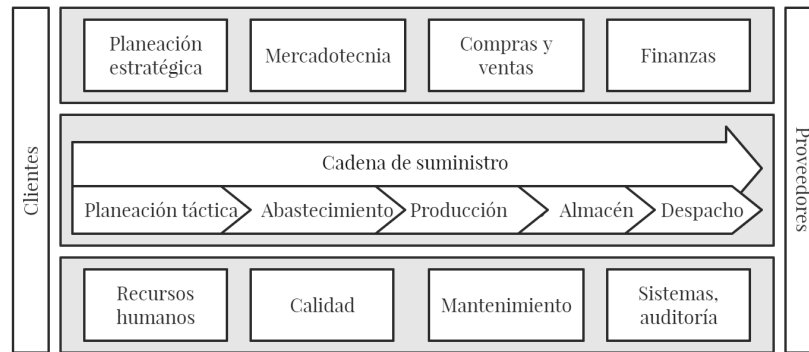 Clientes
Planeación
estratégica
Mercadotecnia
Compras y
ventas
Finanzas
Cadena de suministro
Planeación táctica
Abastecimiento
Producción
Almacén
Despacho
Recursos
humanos
Calidad
Mantenimiento
Sistemas,
auditoría
Proveedores